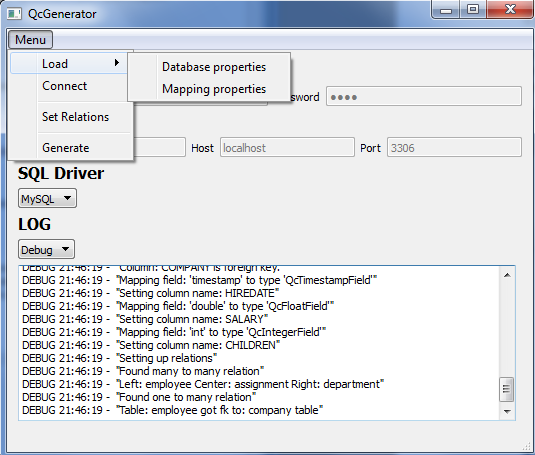 QcGenerator
Menu
Load
Database properties
Mapping properties
Connect
ssword ••••
Set Relations
Generate
Host localhost Port 3306
SQL Driver
MySQL
LOG
Debug
DEBUG 21:46:19 - "Column: COMPANY is foreign key."
DEBUG 21:46:19 - "Mapping field: 'timestamp' to type 'QcTimestampField'"
DEBUG 21:46:19 - "Setting column name: HIREDATE"
DEBUG 21:46:19 - "Mapping field: 'double' to type 'QcFloatField'"
DEBUG 21:46:19 - "Setting column name: SALARY"
DEBUG 21:46:19 - "Mapping field: 'int' to type 'QcIntegerField'"
DEBUG 21:46:19 - "Setting column name: CHILDREN"
DEBUG 21:46:19 - "Setting up relations"
DEBUG 21:46:19 - "Found many to many relation"
DEBUG 21:46:19 - "Left: employee Center: assignment Right: department"
DEBUG 21:46:19 - "Found one to many relation"
DEBUG 21:46:19 - "Table: employee got fk to: company table"